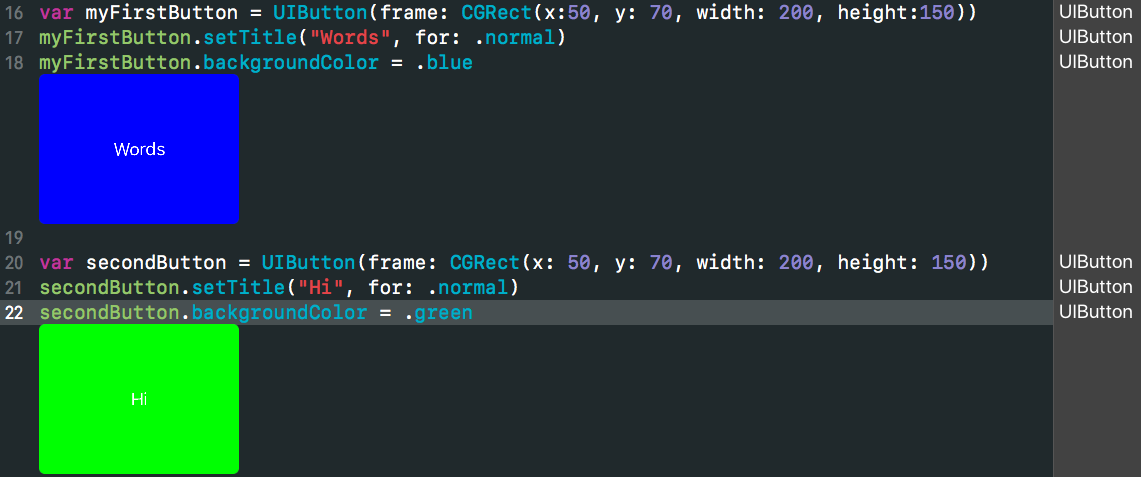 16 var myFirstButton = UIButton(frame: CGRect(x:50, y: 70, width: 200, height:150)) UIButton
17 myFirstButton.setTitle("Words", for: .normal) UIButton
18 myFirstButton.backgroundColor = .blue UIButton
Words
19
20 var secondButton = UIButton(frame: CGRect(x: 50, y: 70, width: 200, height: 150)) UIButton
21 secondButton.setTitle("Hi", for: .normal) UIButton
22 secondButton.backgroundColor = .green UIButton
Hi